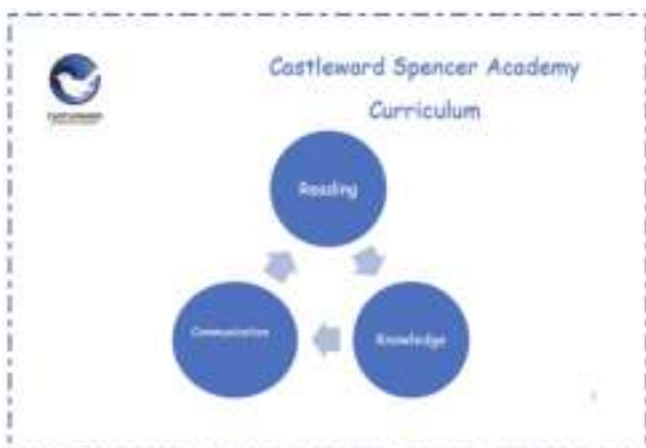 Castleward Spencer Academy
Curriculum
Reading
Communication
Knowledge